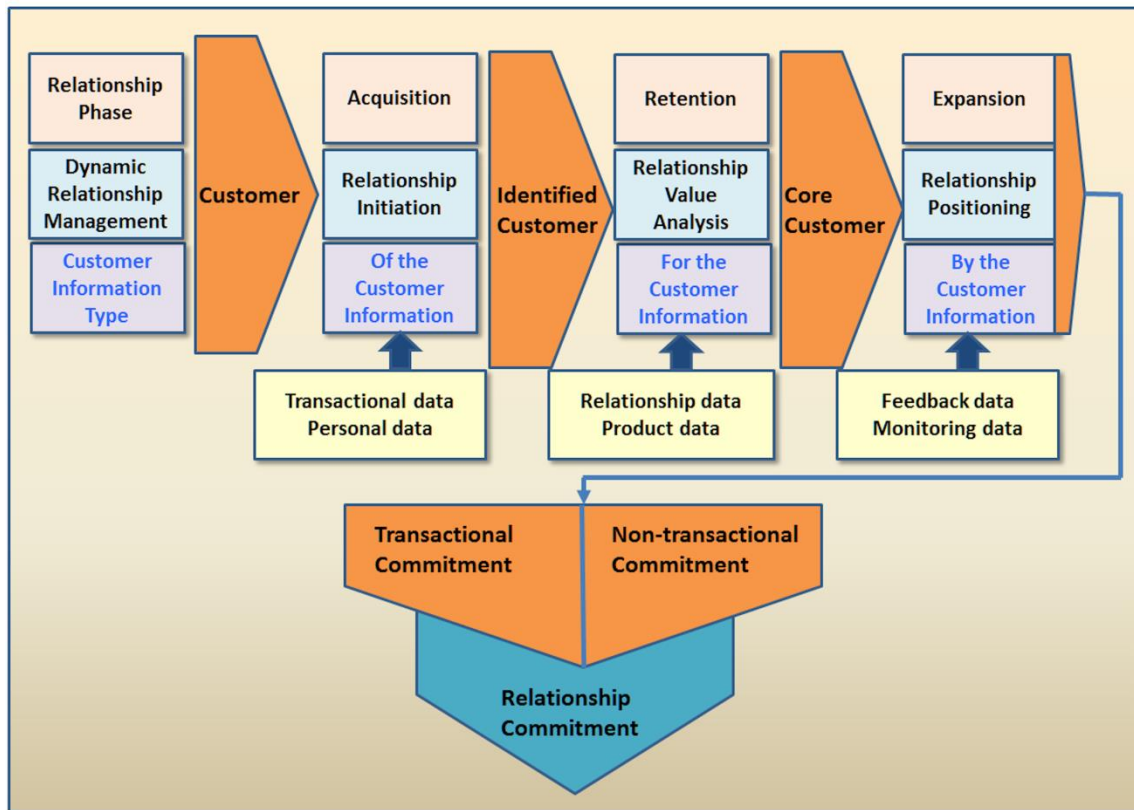 Relationship
Phase
Dynamic
Relationship
Management
Customer
Information
Type
Customer
Acquisition
Relationship
Initiation
Of the
Customer
Information
Transactional data
Personal data
Identified
Customer
Retention
Relationship
Value
Analysis
For the
Customer
Information
Relationship data
Product data
Core
Customer
Expansion
Relationship
Positioning
By the
Customer
Information
Feedback data
Monitoring data
Transactional
Commitment
Non-transactional
Commitment
Relationship
Commitment